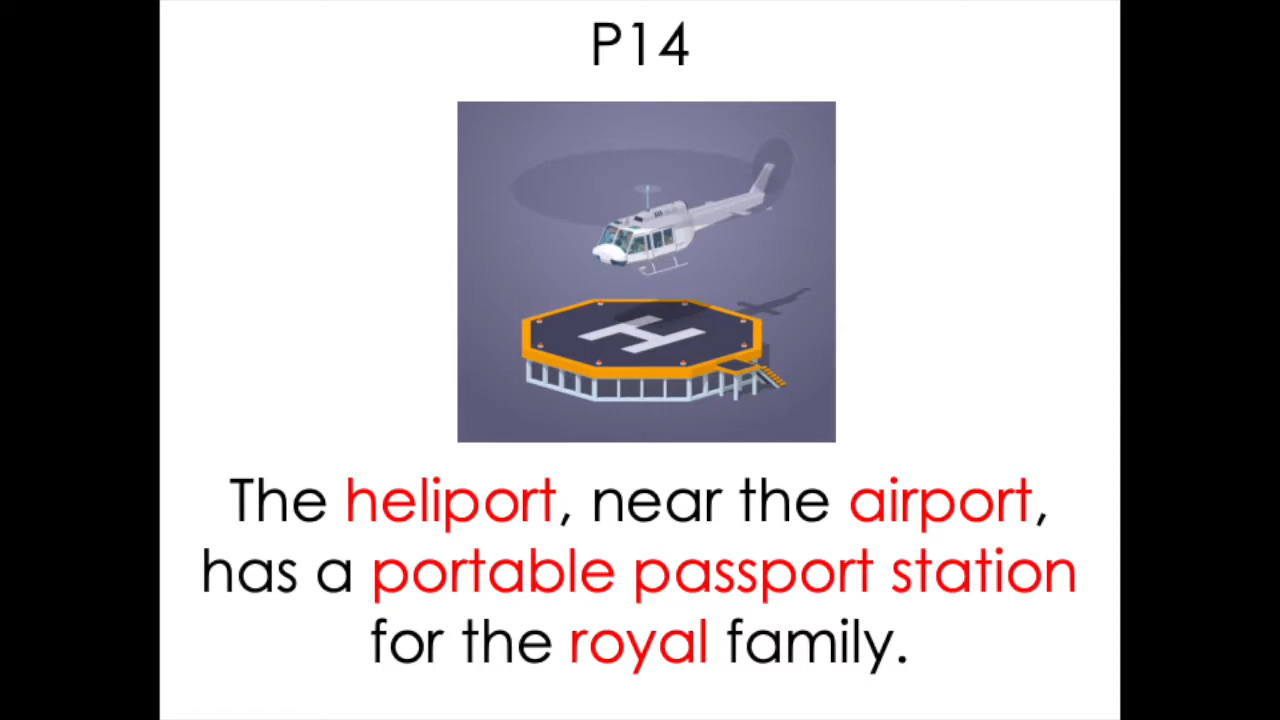 P14
H
The heliport, near the airport,
has a portable passport station
for the royal family.